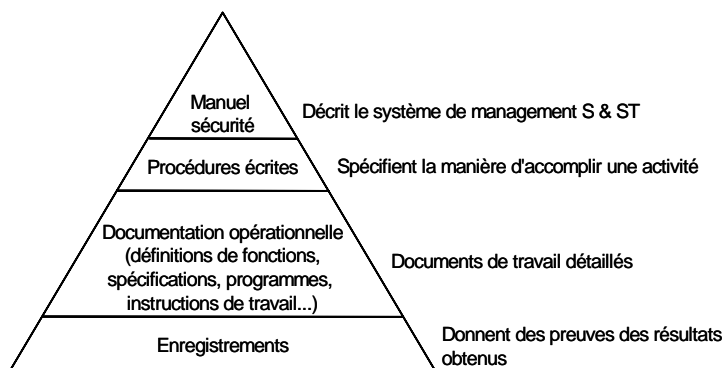 Manuel
sécurité
Décrit le système de management S & ST
Procédures écrites
Spécifient la manière d'accomplir une activité
Documentation opérationnelle
(définitions de fonctions,
spécifications, programmes,
instructions de travail...)
Documents de travail détaillés
Enregistrements
Donnent des preuves des résultats
obtenus